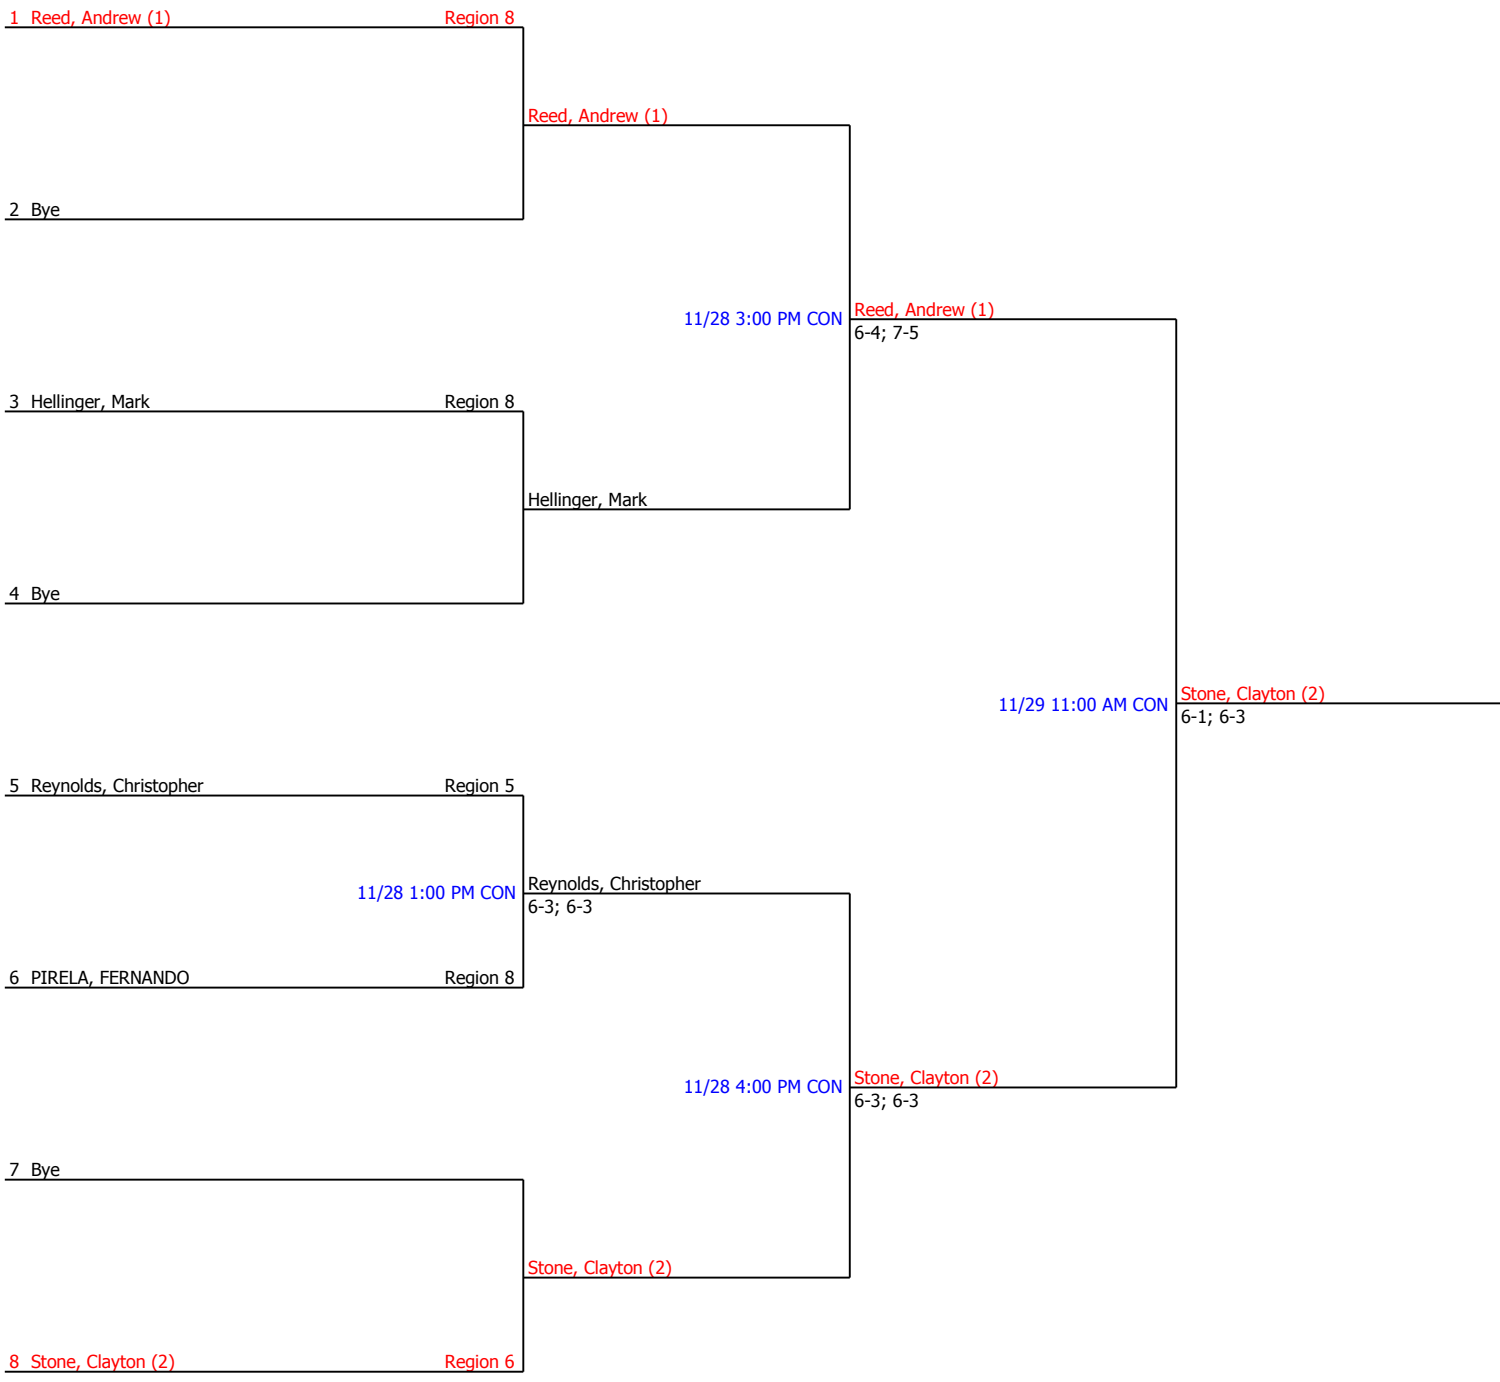 1 Reed, Andrew (1) Region 8
Reed, Andrew (1)
2 Bye
11/28 3:00 PM CON
Reed, Andrew (1)
6-4; 7-5
3 Hellinger, Mark Region 8
Hellinger, Mark
4 Bye
11/29 11:00 AM CON
Stone, Clayton (2)
6-1; 6-3
5 Reynolds, Christopher Region 5
11/28 1:00 PM CON
Reynolds, Christopher
6-3; 6-3
6 PIRELA, FERNANDO Region 8
11/28 4:00 PM CON
Stone, Clayton (2)
6-3; 6-3
7 Bye
Stone, Clayton (2)
8 Stone, Clayton (2) Region 6